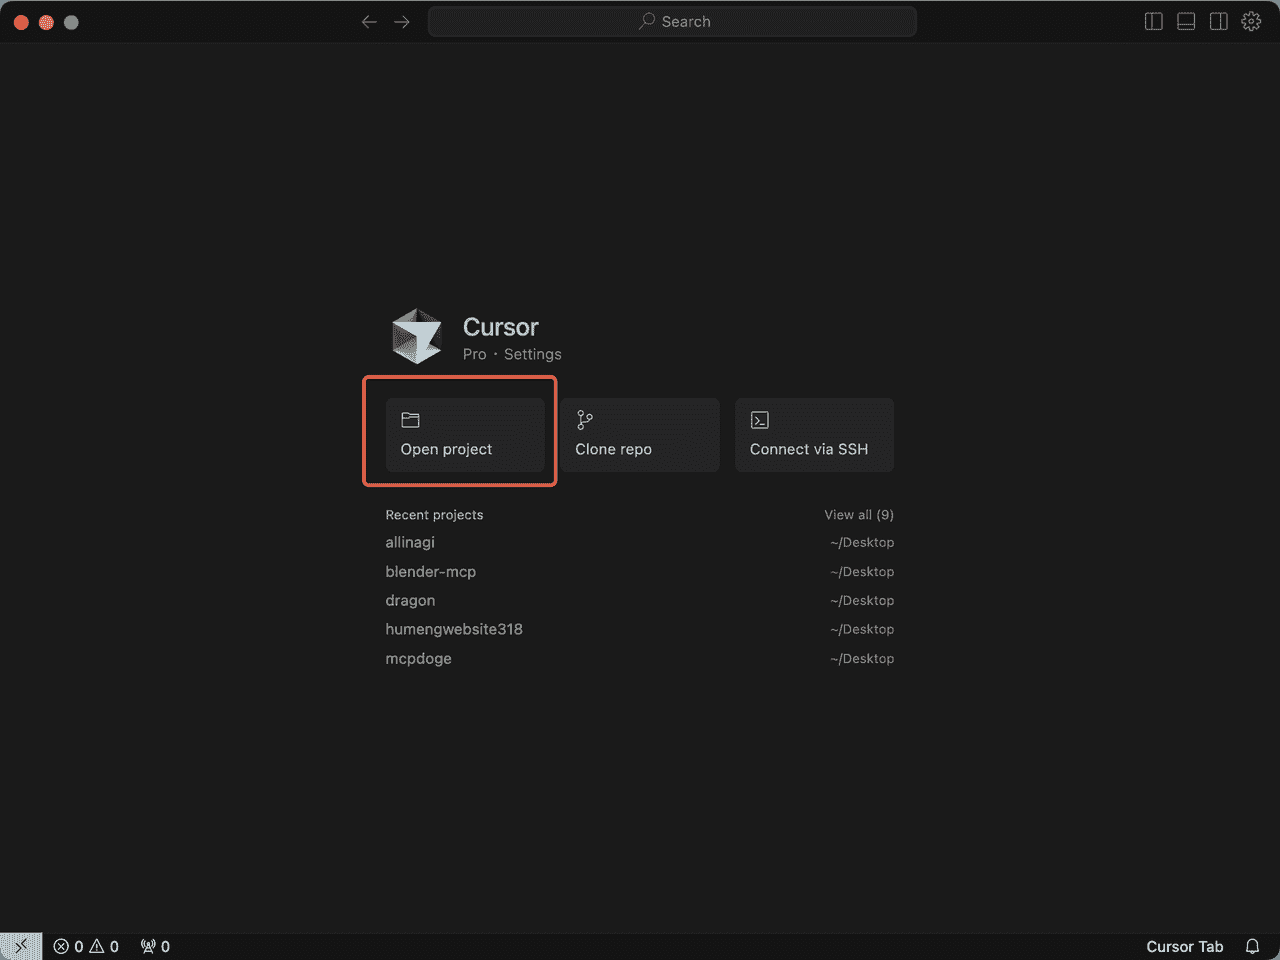 Search
Cursor
Pro · Settings
Open project
Clone repo
Connect via SSH
Recent projects
View all (9)
allinagi
~/Desktop
blender-mcp
~/Desktop
dragon
~/Desktop
humengwebsite318
~/Desktop
mcpdoge
~/Desktop
0 0 0
Cursor Tab